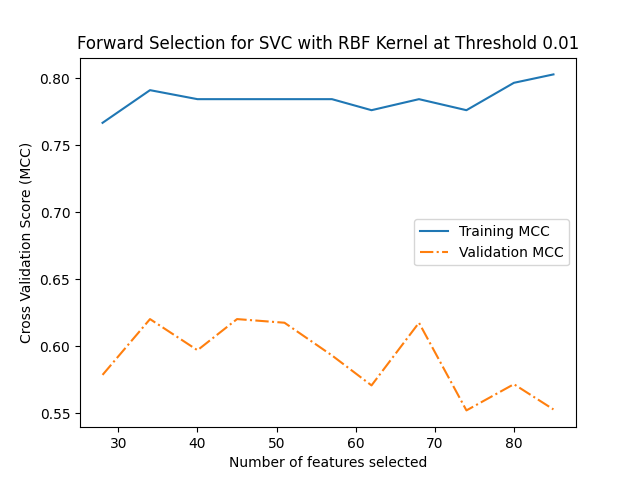 Forward Selection for SVC with RBF Kernel at Threshold 0.01
Cross Validation Score (MCC)
0.80
0.75
0.70
0.65
0.60
0.55
Training MCC
Validation MCC
30 40 50 60 70 80
Number of features selected